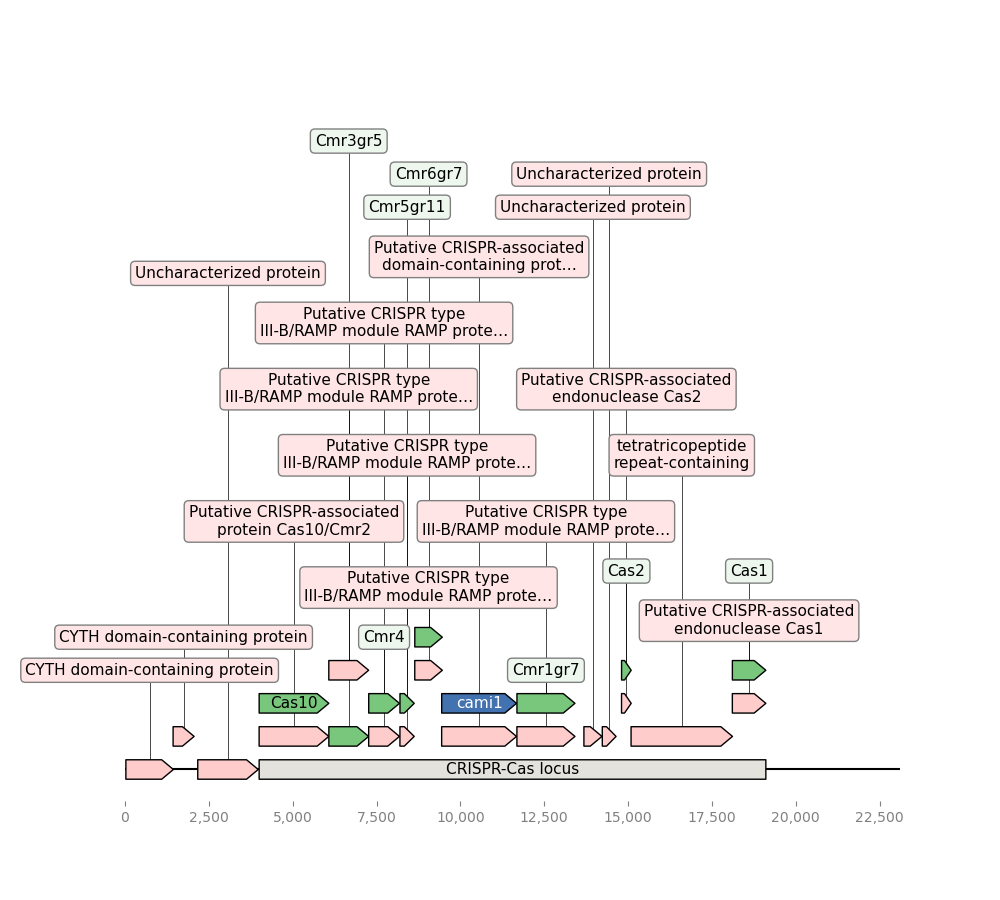 Cmr3gr5
Cmr6gr7
Uncharacterized protein
Cmr5gr11
Uncharacterized protein
Putative CRISPR-associated
domain-containing prot…
Uncharacterized protein
Putative CRISPR type
III-B/RAMP module RAMP prote…
Putative CRISPR type
III-B/RAMP module RAMP prote…
Putative CRISPR-associated
endonuclease Cas2
Putative CRISPR type
III-B/RAMP module RAMP prote…
tetratricopeptide
repeat-containing
Putative CRISPR-associated
protein Cas10/Cmr2
Putative CRISPR type
III-B/RAMP module RAMP prote…
Cas2
Cas1
Putative CRISPR type
III-B/RAMP module RAMP prote…
Putative CRISPR-associated
endonuclease Cas1
CYTH domain-containing protein
Cmr4
CYTH domain-containing protein
Cmr1gr7
Cas10
cami1
CRISPR-Cas locus
0
2,500
5,000
7,500
10,000
12,500
15,000
17,500
20,000
22,500